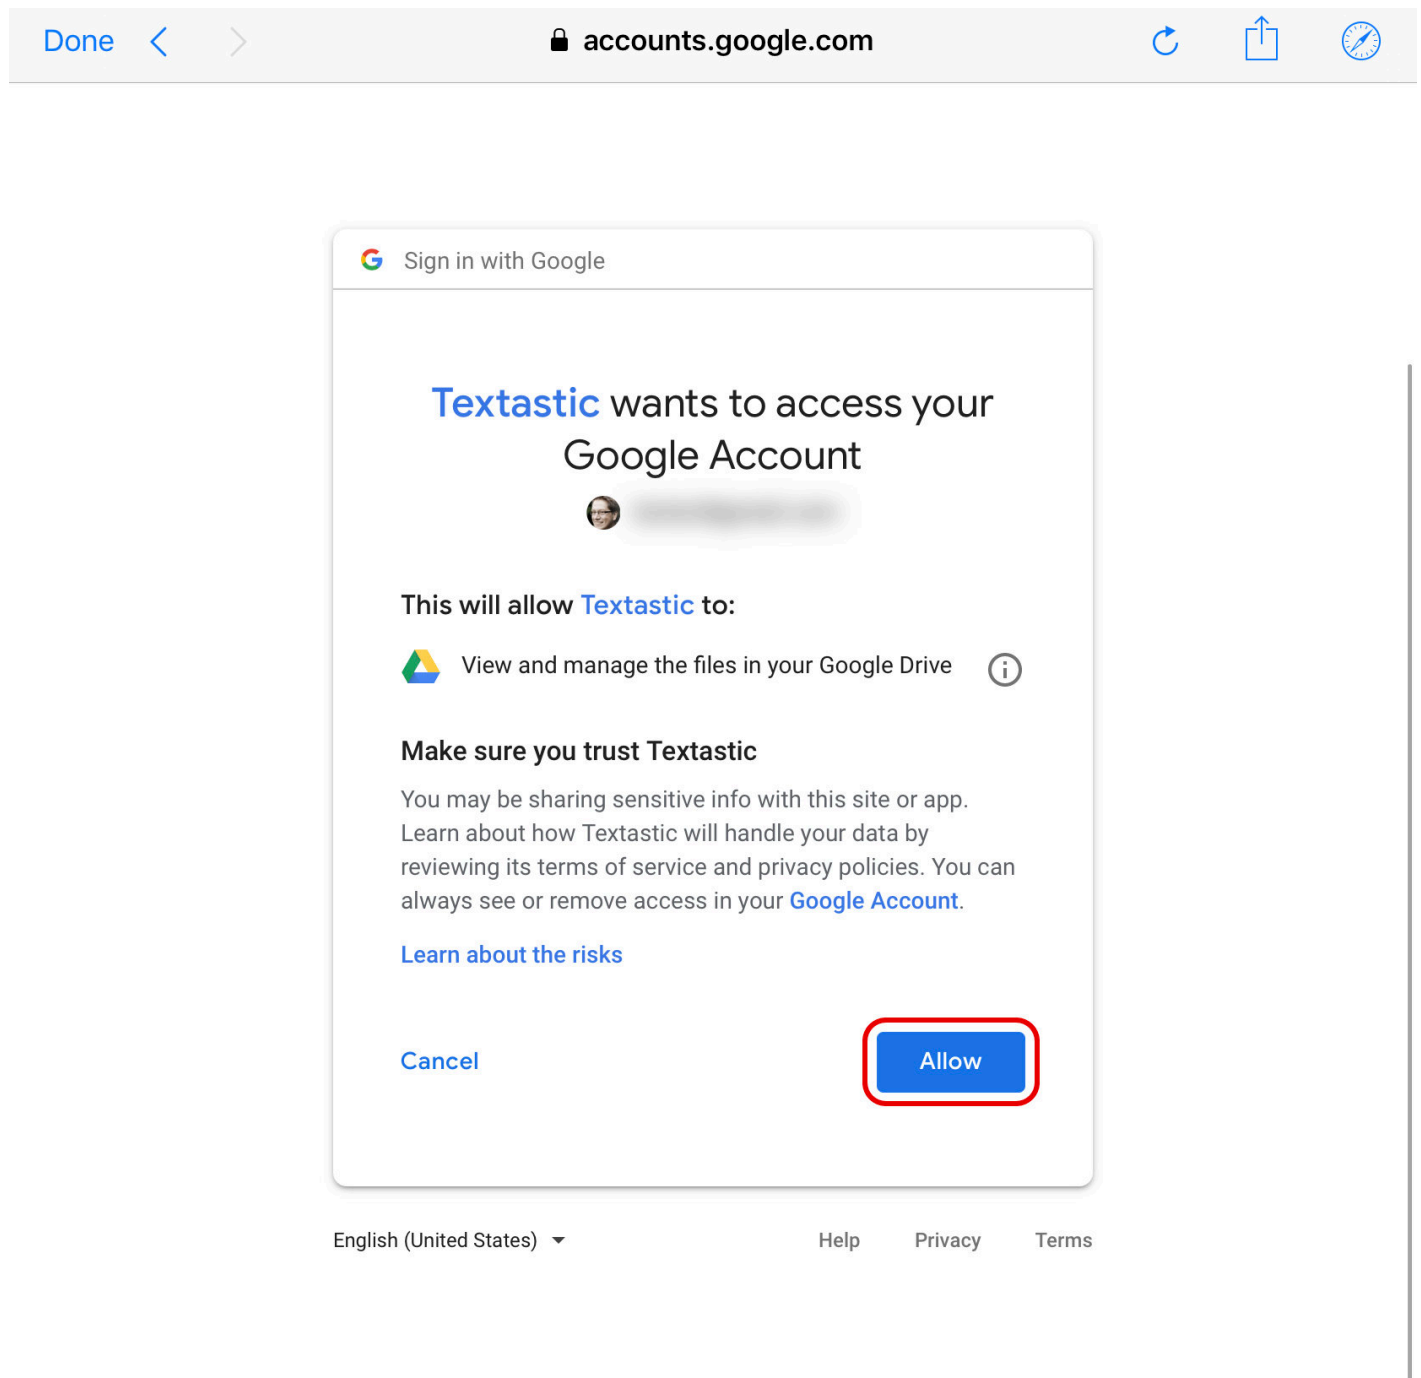 Done
accounts.google.com
Sign in with Google
Textastic wants to access your
Google Account
This will allow Textastic to:
View and manage the files in your Google Drive
Make sure you trust Textastic
You may be sharing sensitive info with this site or app.
Learn about how Textastic will handle your data by
reviewing its terms of service and privacy policies. You can
always see or remove access in your Google Account.
Learn about the risks
Cancel
Allow
English (United States)
Help
Privacy
Terms